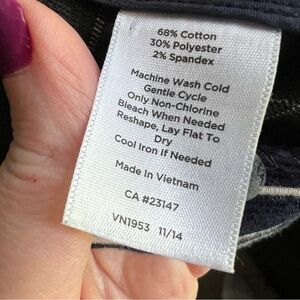 68% Cotton
30% Polyester
2% Spandex
Machine Wash Cold
Gentle Cycle
Only Non-Chlorine
Bleach When Needed
Reshape, Lay Flat To
Dry
Cool Iron If Needed
Made in Vietnam
CA #23147
VN1953 11/14